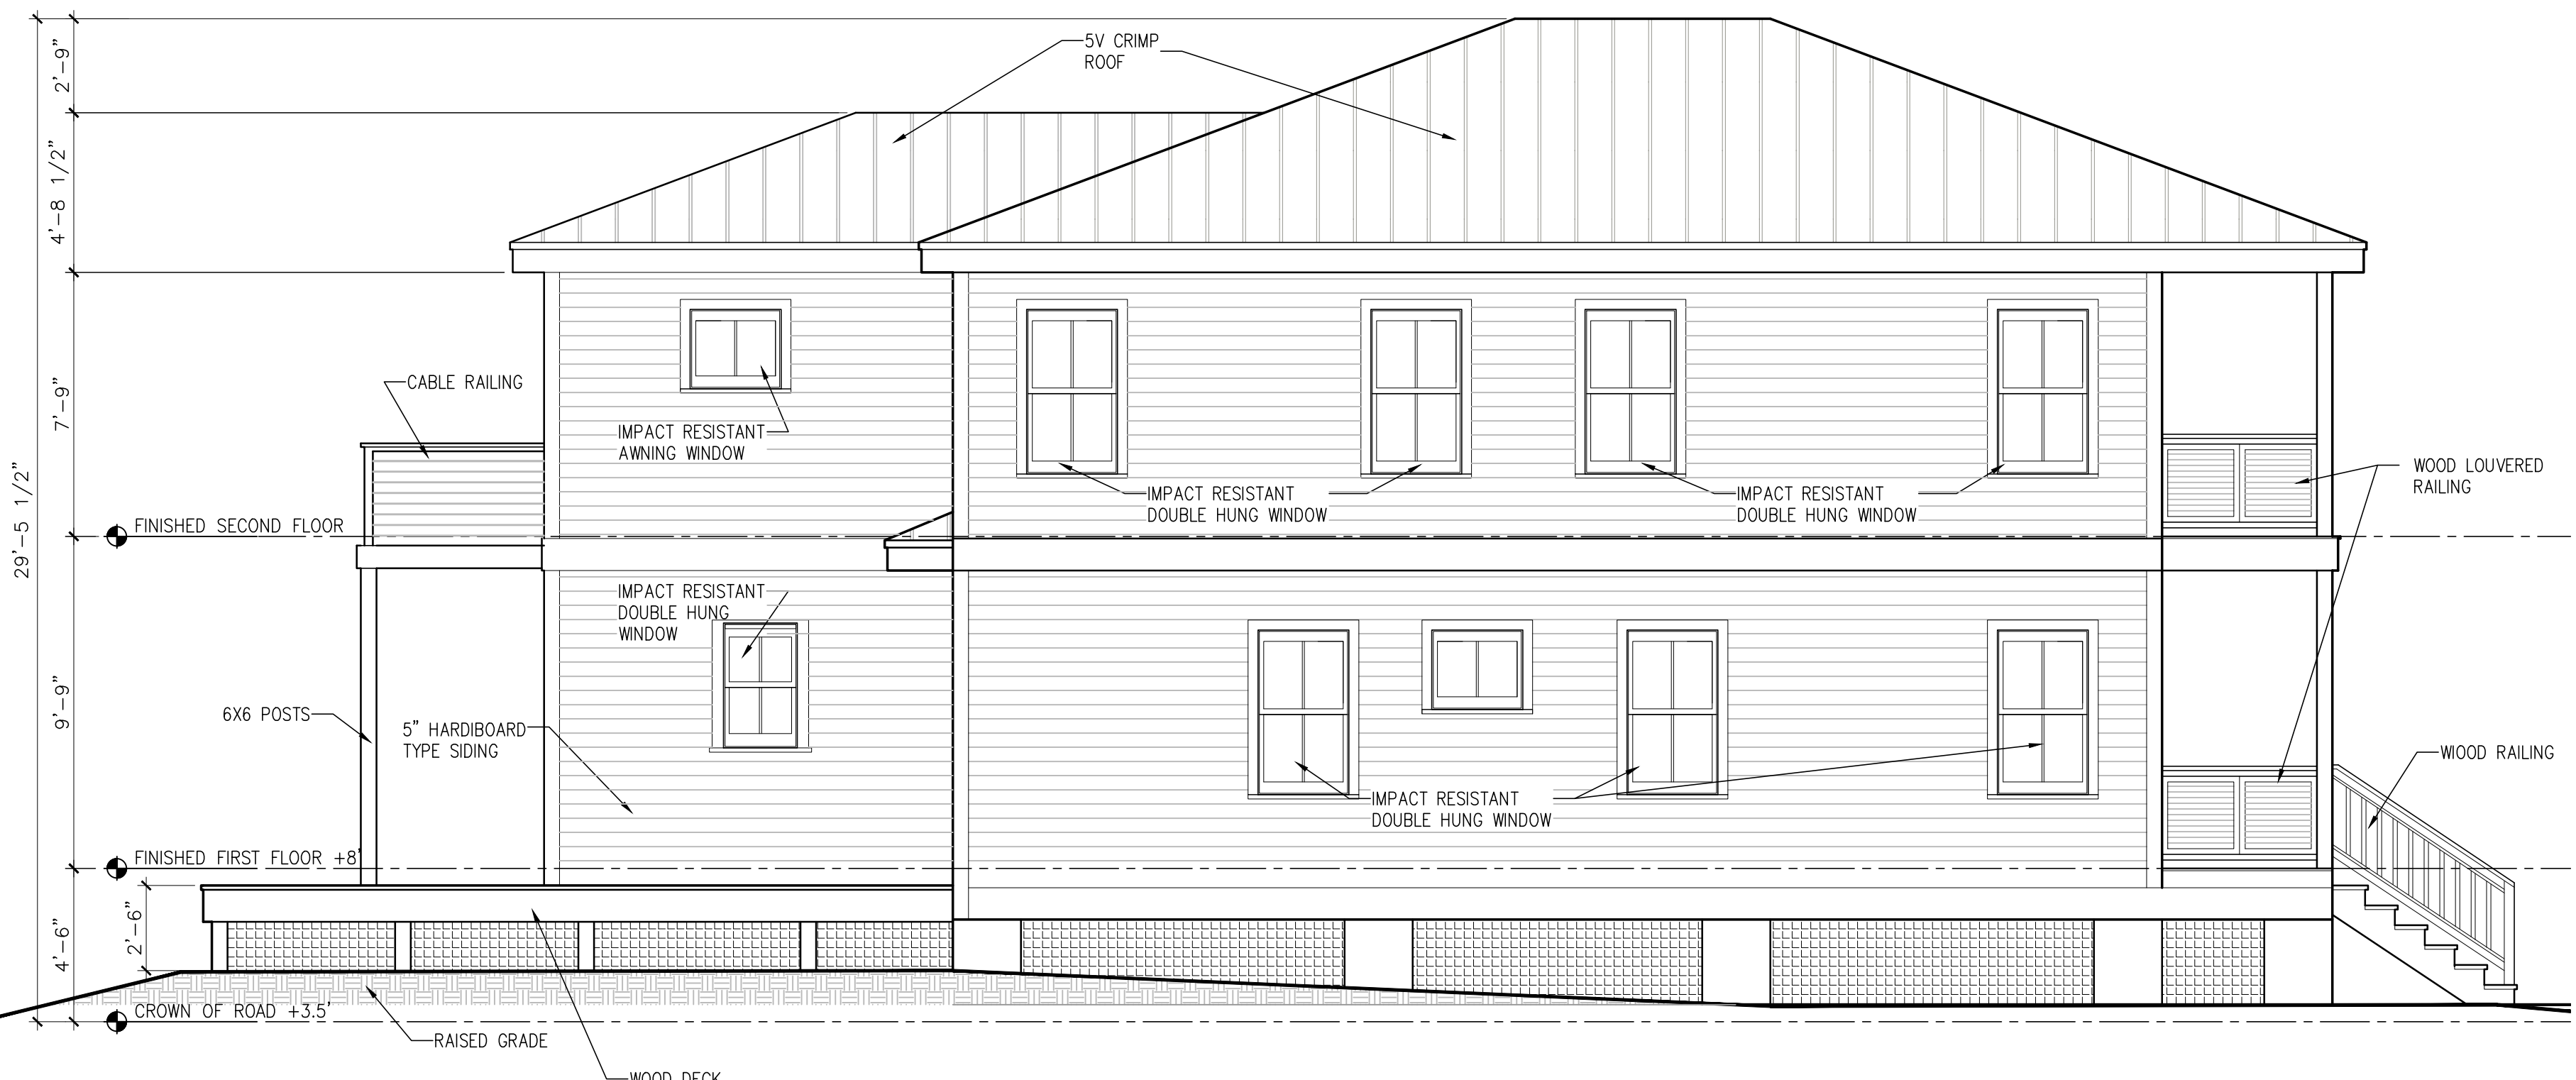 5V CRIMP
ROOF
2'-9"
4'-8 1/2"
7'-9"
29'-5 1/2"
9'-9"
4'-6"
2'-6"
CABLE RAILING
IMPACT RESISTANT
AWNING WINDOW
IMPACT RESISTANT
DOUBLE HUNG WINDOW
IMPACT RESISTANT
DOUBLE HUNG WINDOW
WOOD LOUVERED
RAILING
FINISHED SECOND FLOOR
IMPACT RESISTANT
DOUBLE HUNG
WINDOW
6X6 POSTS
5" HARDIBOARD
TYPE SIDING
IMPACT RESISTANT
DOUBLE HUNG WINDOW
WIOOD RAILING
FINISHED FIRST FLOOR +8'
CROWN OF ROAD +3.5'
RAISED GRADE
WOOD DECK